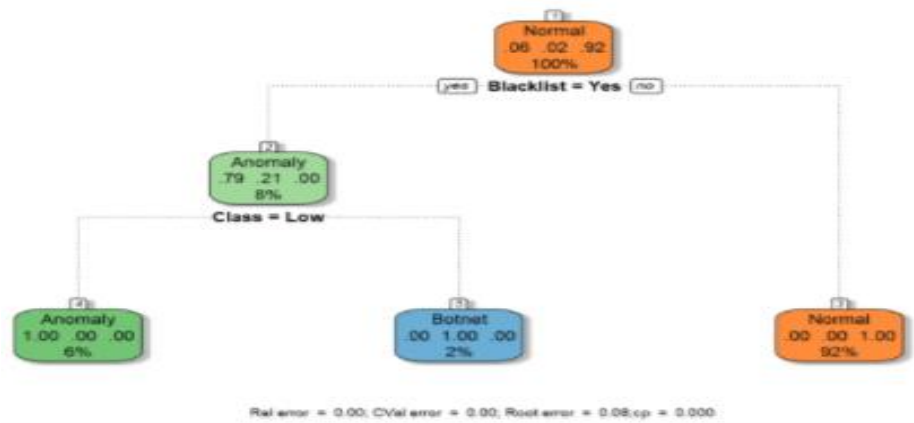 1
Normal
.06 .02 .92
100%
yes Blacklist = Yes no
2
Anomaly
.79 .21 .00
8%
Class = Low
4
Anomaly
1.00 .00 .00
6%
5
Botnet
.00 1.00 .00
2%
3
Normal
.00 .00 1.00
92%
Rel error = 0.00; CVal error = 0.00; Root error = 0.08;cp = 0.000